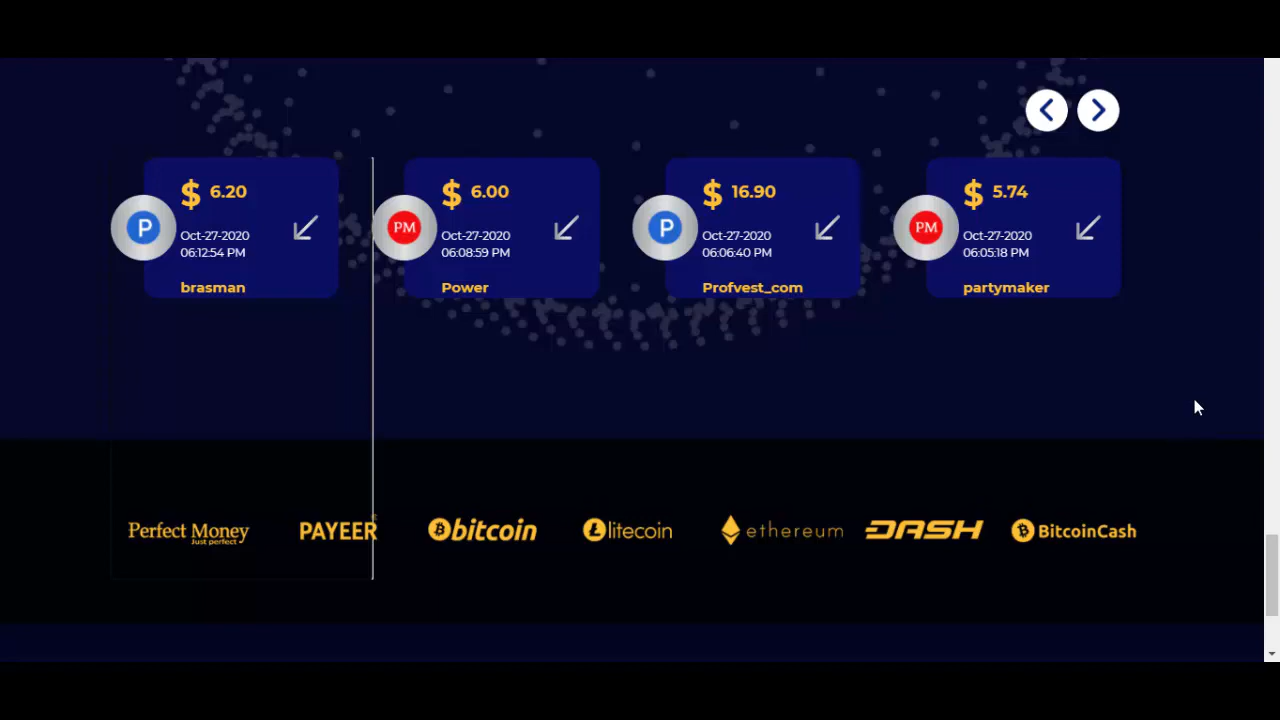 $ 6.20
P
Oct-27-2020
06:12:54 PM
brasman
$ 6.00
PM
Oct-27-2020
06:08:59 PM
Power
$ 16.90
P
Oct-27-2020
06:06:40 PM
Profvest_com
$ 5.74
PM
Oct-27-2020
06:05:18 PM
partymaker
Perfect Money
Just perfect
PAYEER
bitcoin
litecoin
ethereum
DASH
BitcoinCash